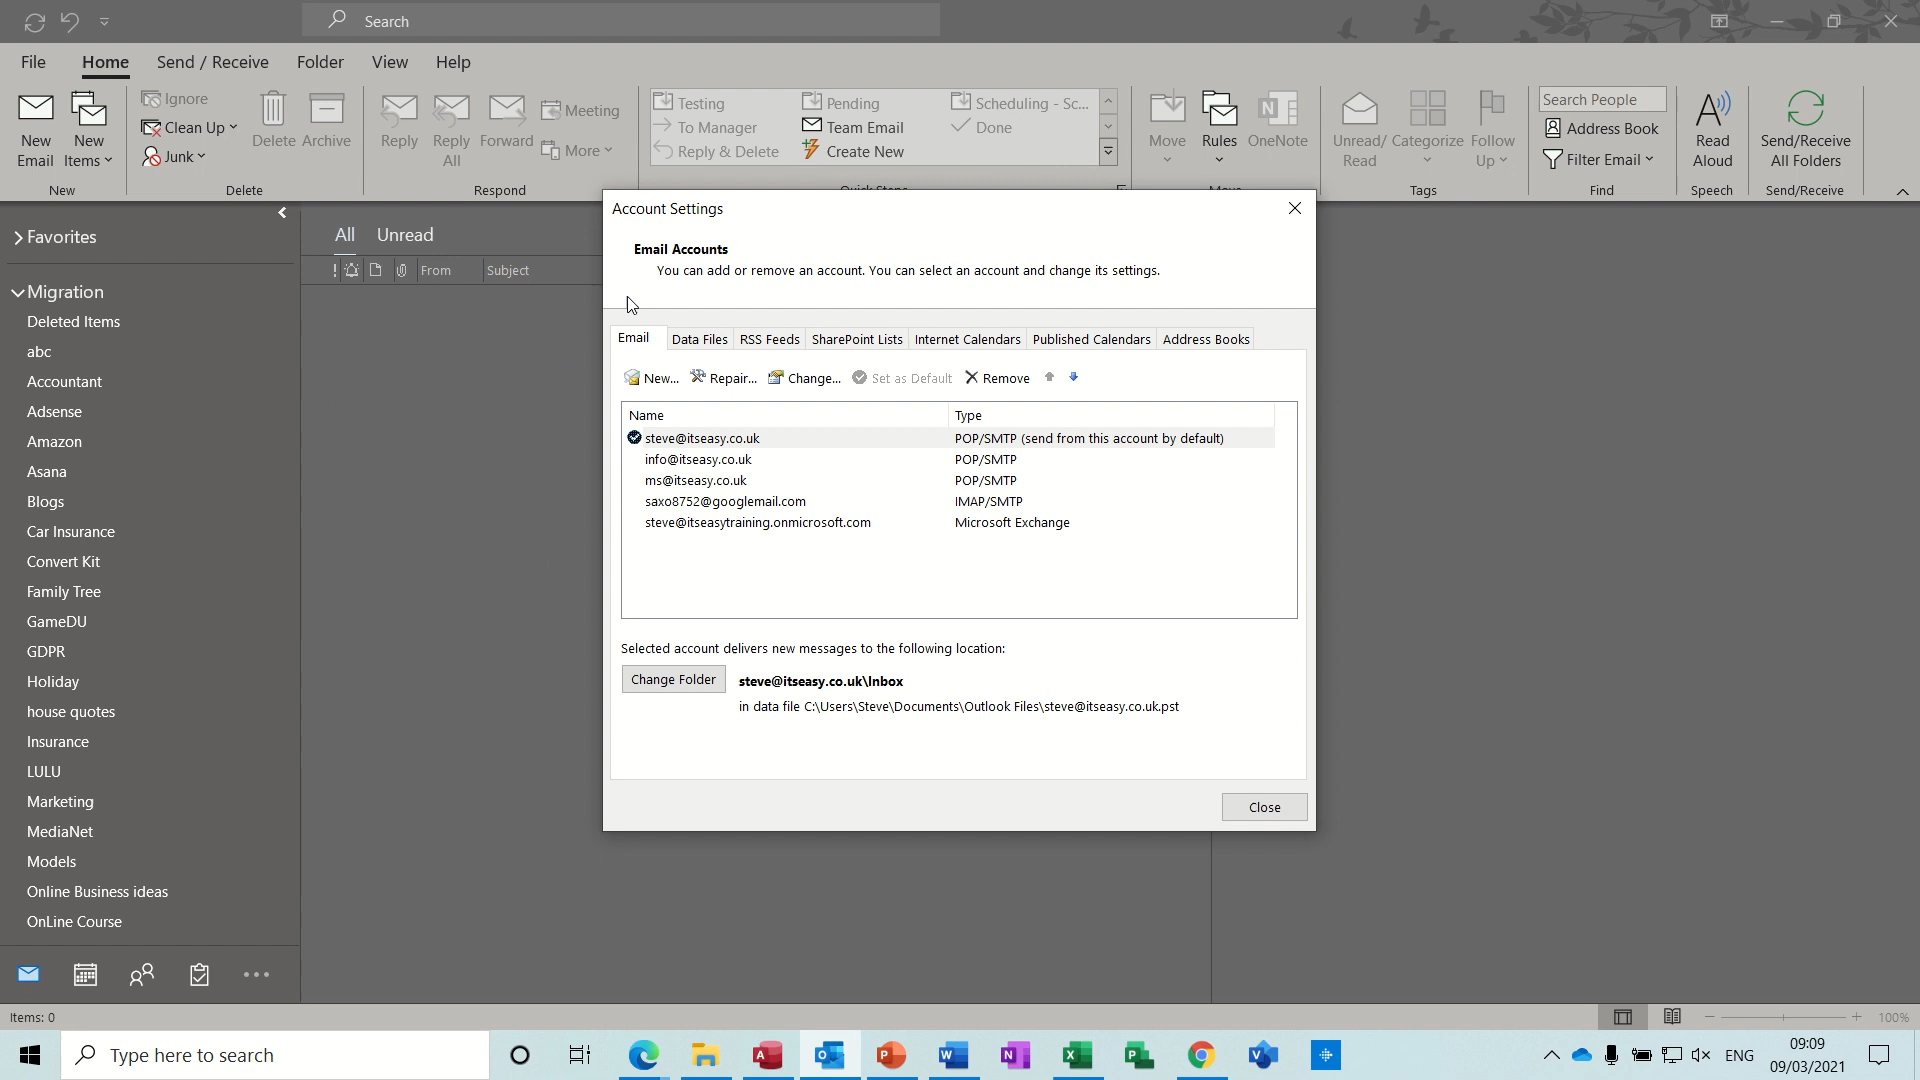 Search
File Home Send / Receive Folder View Help
New Email
New Items
Ignore
Clean Up
Junk
Delete
Archive
Reply
Reply All
Forward
Meeting
More
Testing
To Manager
Reply & Delete
Pending
Team Email
Create New
Scheduling - Sc...
Done
Move
Rules
OneNote
Unread/ Read
Categorize
Follow Up
Search People
Address Book
Filter Email
Read Aloud
Send/Receive All Folders
New
Delete
Respond
Tags
Find
Speech
Send/Receive
Favorites
Migration
Deleted Items
abc
Accountant
Adsense
Amazon
Asana
Blogs
Car Insurance
Convert Kit
Family Tree
GameDU
GDPR
Holiday
house quotes
Insurance
LULU
Marketing
MediaNet
Models
Online Business ideas
OnLine Course
All Unread
! From Subject
Account Settings
Email Accounts
You can add or remove an account. You can select an account and change its settings.
Email Data Files RSS Feeds SharePoint Lists Internet Calendars Published Calendars Address Books
New... Repair... Change... Set as Default Remove
Name Type
steve@itseasy.co.uk POP/SMTP (send from this account by default)
info@itseasy.co.uk POP/SMTP
ms@itseasy.co.uk POP/SMTP
saxo8752@googlemail.com IMAP/SMTP
steve@itseasytraining.onmicrosoft.com Microsoft Exchange
Selected account delivers new messages to the following location:
Change Folder steve@itseasy.co.uk\Inbox
in data file C:\Users\Steve\Documents\Outlook Files\steve@itseasy.co.uk.pst
Close
Items: 0
100%
Type here to search
ENG
09:09
09/03/2021